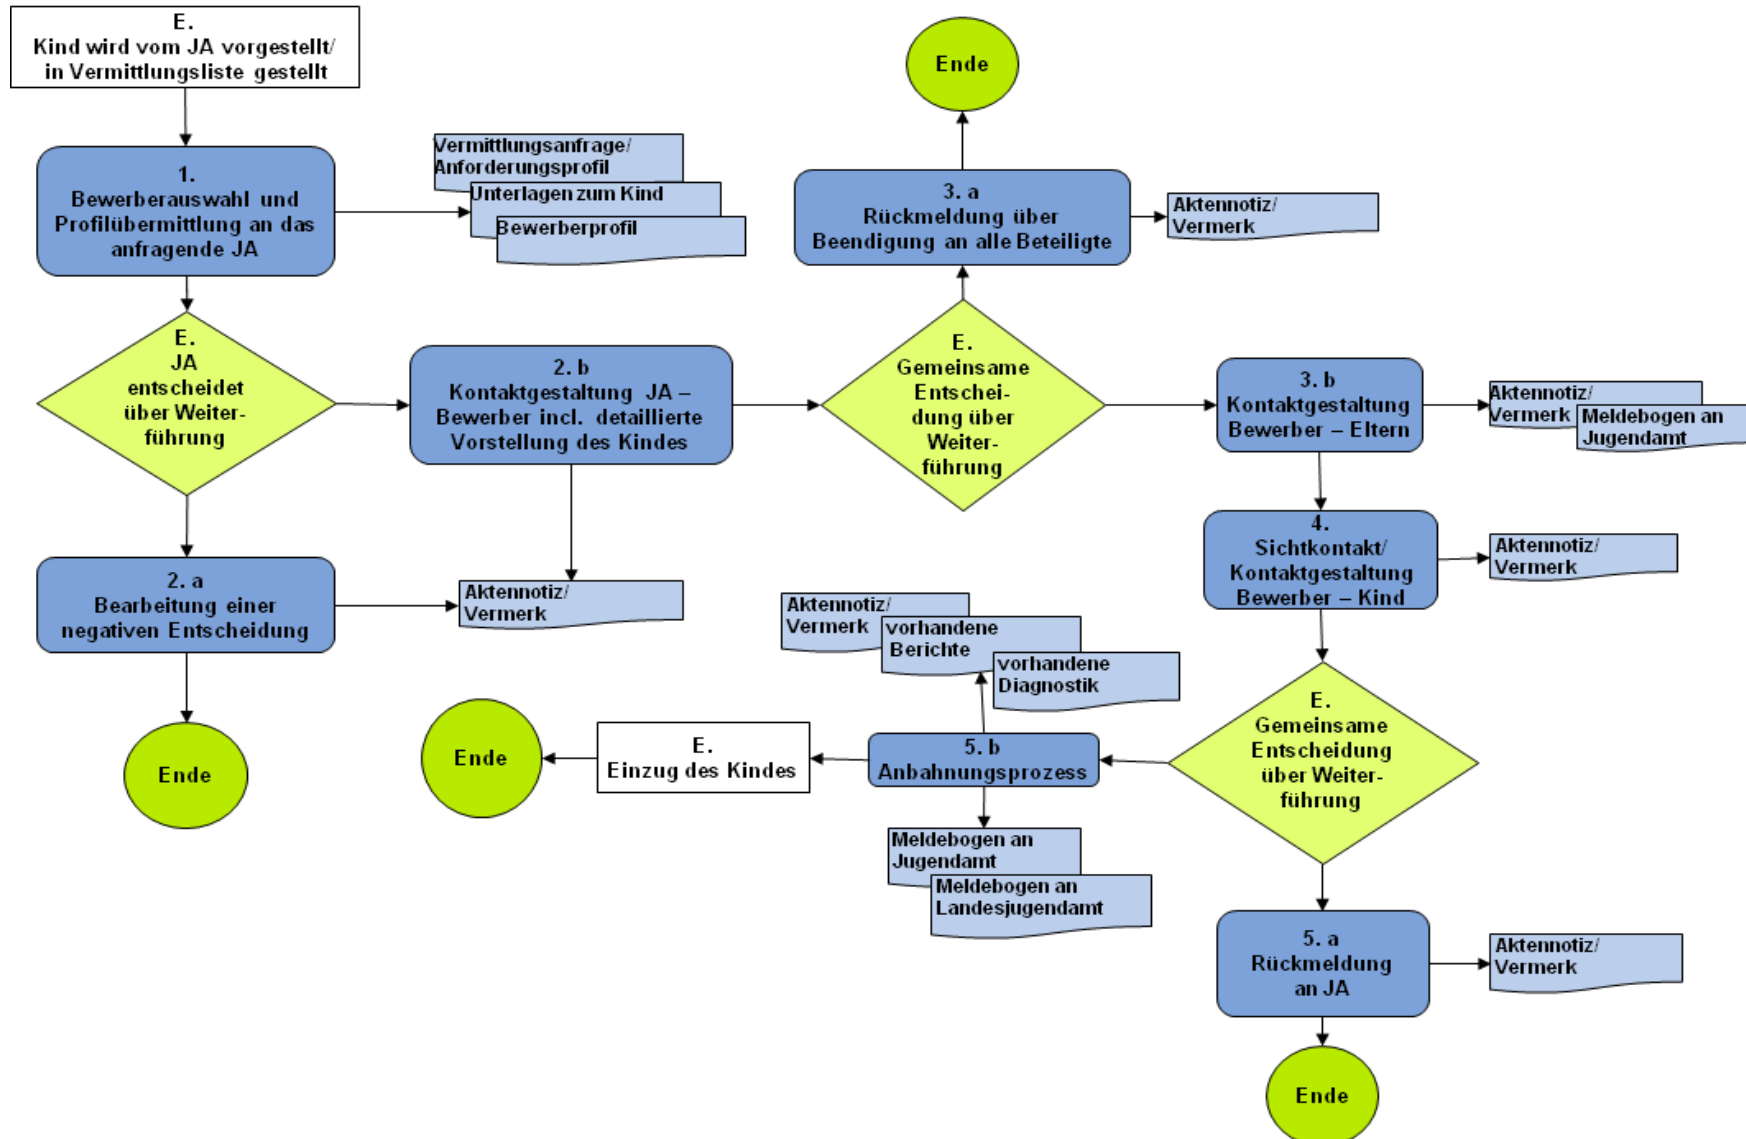 E.
Kind wird vom JA vorgestellt/
in Vermittlungsliste gestellt
1.
Bewerberauswahl und
Profilübermittlung an das
anfragende JA
Vermittlungsanfrage/
Anforderungsprofil
Unterlagen zum Kind
Bewerberprofil
E.
JA
entscheidet
über Weiter-
führung
2. a
Bearbeitung einer
negativen Entscheidung
Ende
2. b
Kontaktgestaltung JA –
Bewerber incl. detaillierte
Vorstellung des Kindes
Aktennotiz/
Vermerk
E.
Gemeinsame
Entschei-
dung über
Weiter-
führung
3. a
Rückmeldung über
Beendigung an alle Beteiligte
Aktennotiz/
Vermerk
Ende
3. b
Kontaktgestaltung
Bewerber – Eltern
Aktennotiz/
Vermerk
Meldebogen an
Jugendamt
4.
Sichtkontakt/
Kontaktgestaltung
Bewerber – Kind
Aktennotiz/
Vermerk
E.
Gemeinsame
Entscheidung
über Weiter-
führung
5. b
Anbahnungsprozess
Aktennotiz/
Vermerk
vorhandene
Berichte
vorhandene
Diagnostik
Meldebogen an
Jugendamt
Meldebogen an
Landesjugendamt
E.
Einzug des Kindes
Ende
5. a
Rückmeldung
an JA
Aktennotiz/
Vermerk
Ende